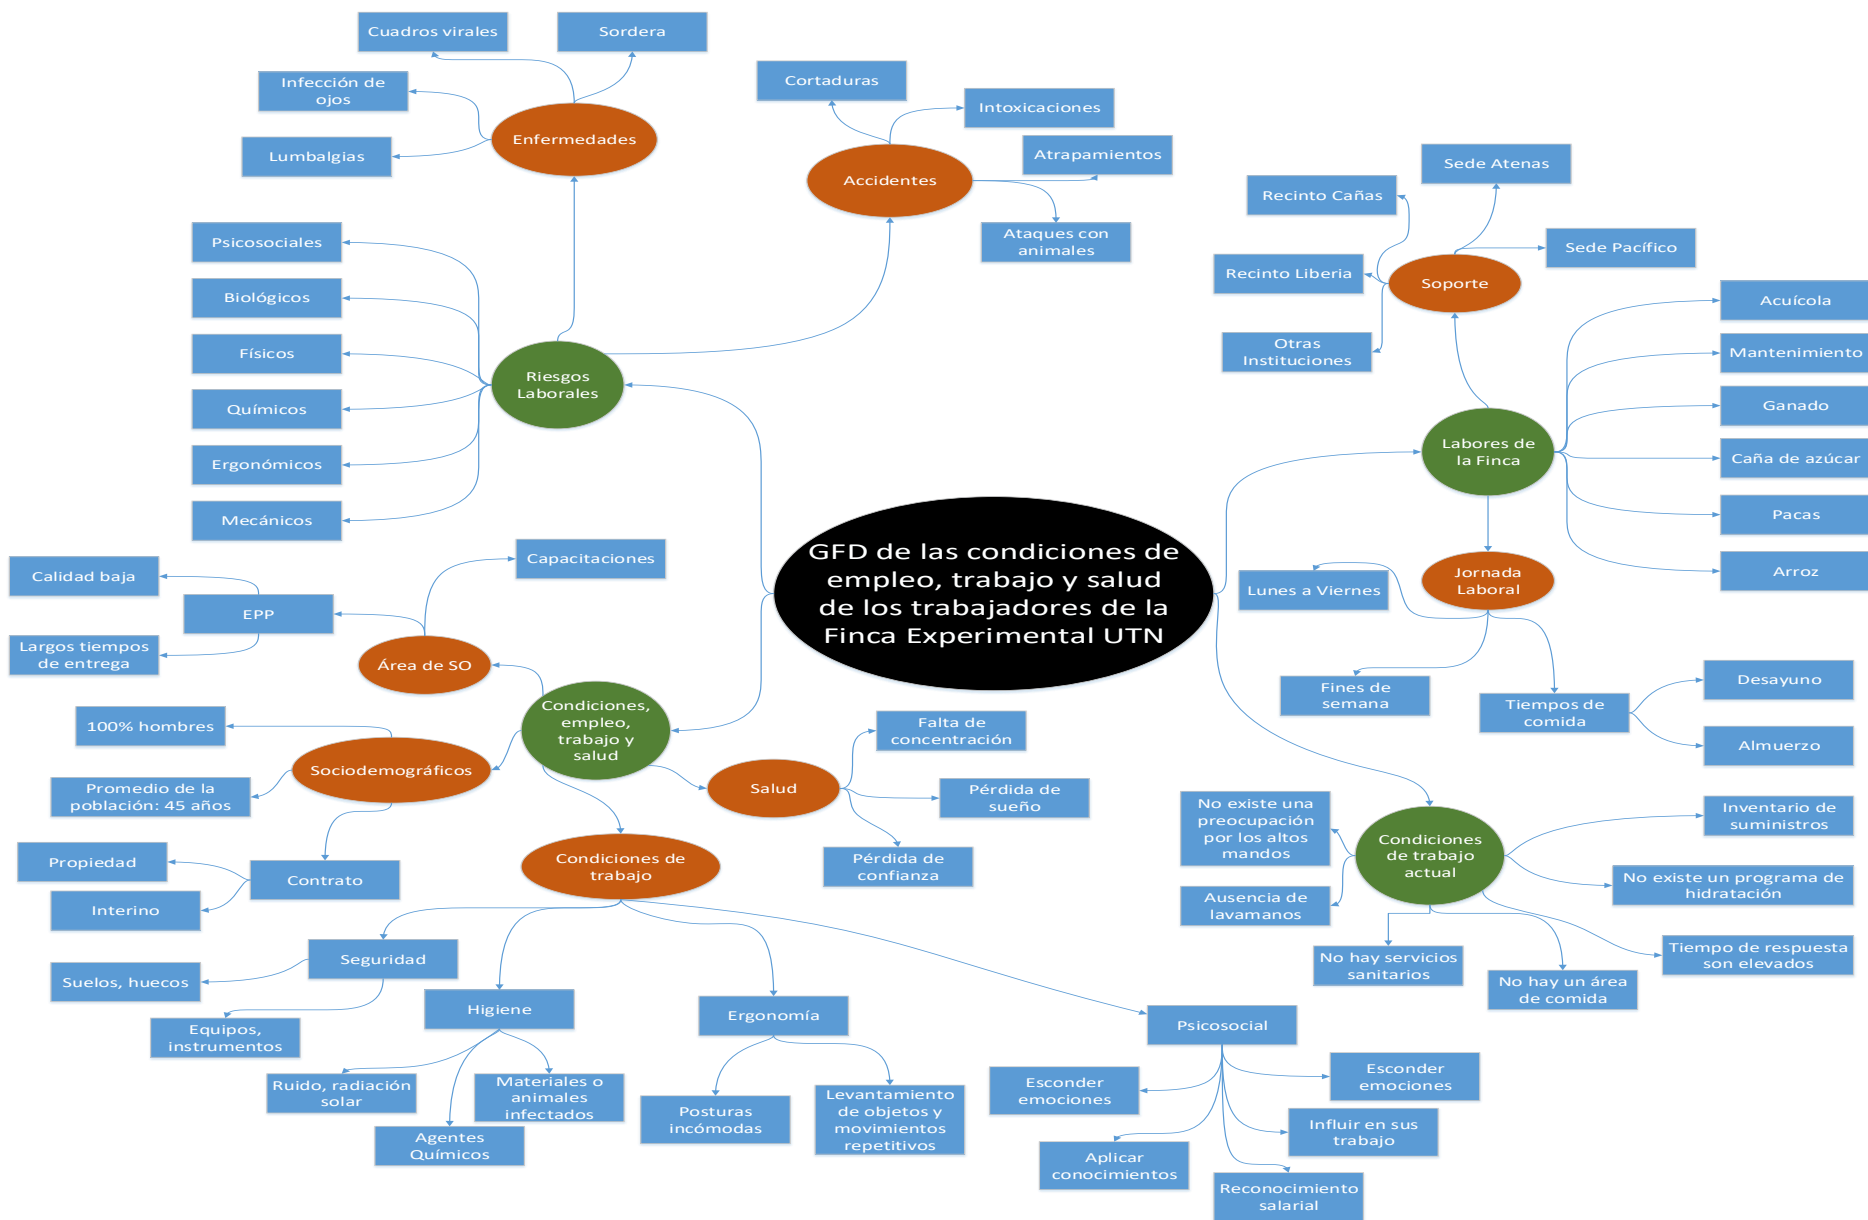 Cuadros virales
Sordera
Infección de
ojos
Lumbalgias
Enfermedades
Cortaduras
Intoxicaciones
Atrapamientos
Accidentes
Ataques con
animales
Sede Atenas
Recinto Cañas
Sede Pacífico
Recinto Liberia
Soporte
Otras
Instituciones
Psicosociales
Biológicos
Físicos
Químicos
Ergonómicos
Mecánicos
Riesgos
Laborales
Acuícola
Mantenimiento
Ganado
Caña de azúcar
Pacas
Arroz
Labores de
la Finca
Jornada
Laboral
Lunes a Viernes
Fines de
semana
Tiempos de
comida
Desayuno
Almuerzo
GFD de las condiciones de
empleo, trabajo y salud
de los trabajadores de la
Finca Experimental UTN
Capacitaciones
Calidad baja
EPP
Largos tiempos
de entrega
Área de SO
Condiciones,
empleo,
trabajo y
salud
100% hombres
Sociodemográficos
Promedio de la
población: 45 años
Propiedad
Contrato
Interino
Falta de
concentración
Salud
Pérdida de
sueño
Pérdida de
confianza
Condiciones de
trabajo
Seguridad
Suelos, huecos
Equipos,
instrumentos
Higiene
Ruido, radiación
solar
Materiales o
animales
infectados
Agentes
Químicos
Ergonomía
Posturas
incómodas
Levantamiento
de objetos y
movimientos
repetitivos
Psicosocial
Esconder
emociones
Esconder
emociones
Aplicar
conocimientos
Influir en sus
trabajo
Reconocimiento
salarial
No existe una
preocupación
por los altos
mandos
Ausencia de
lavamanos
No hay servicios
sanitarios
No hay un área
de comida
Condiciones
de trabajo
actual
Inventario de
suministros
No existe un programa de
hidratación
Tiempo de respuesta
son elevados